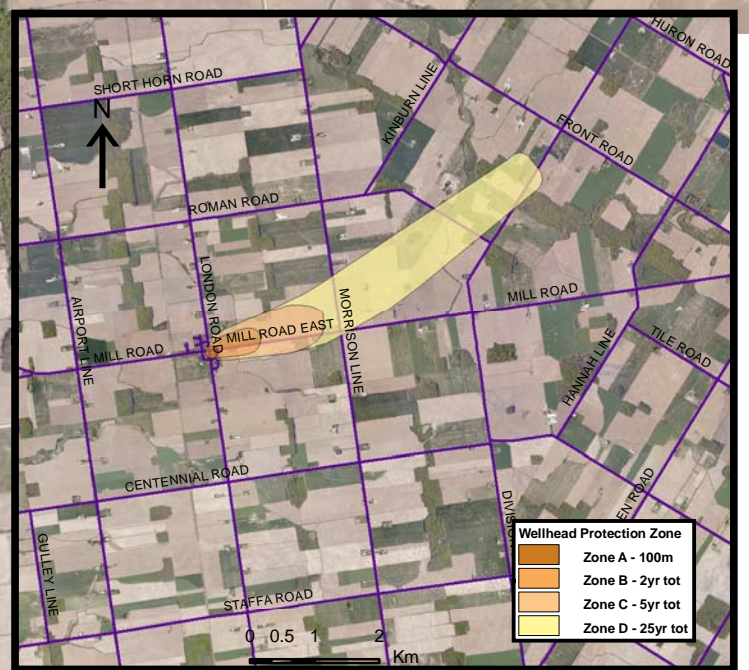 HURON ROAD
SHORT HORN ROAD
N
KINBURN LINE
FRONT ROAD
ROMAN ROAD
LONDON ROAD
AIRPORT LINE
MORRISON LINE
MILL ROAD
MILL ROAD EAST
MILL ROAD
HANNAH LINE
TILE ROAD
CENTENNIAL ROAD
GULLEY LINE
STAFFA ROAD
0 0.5 1 2
Km
Wellhead Protection Zone
Zone A - 100m
Zone B - 2yr tot
Zone C - 5yr tot
Zone D - 25yr tot